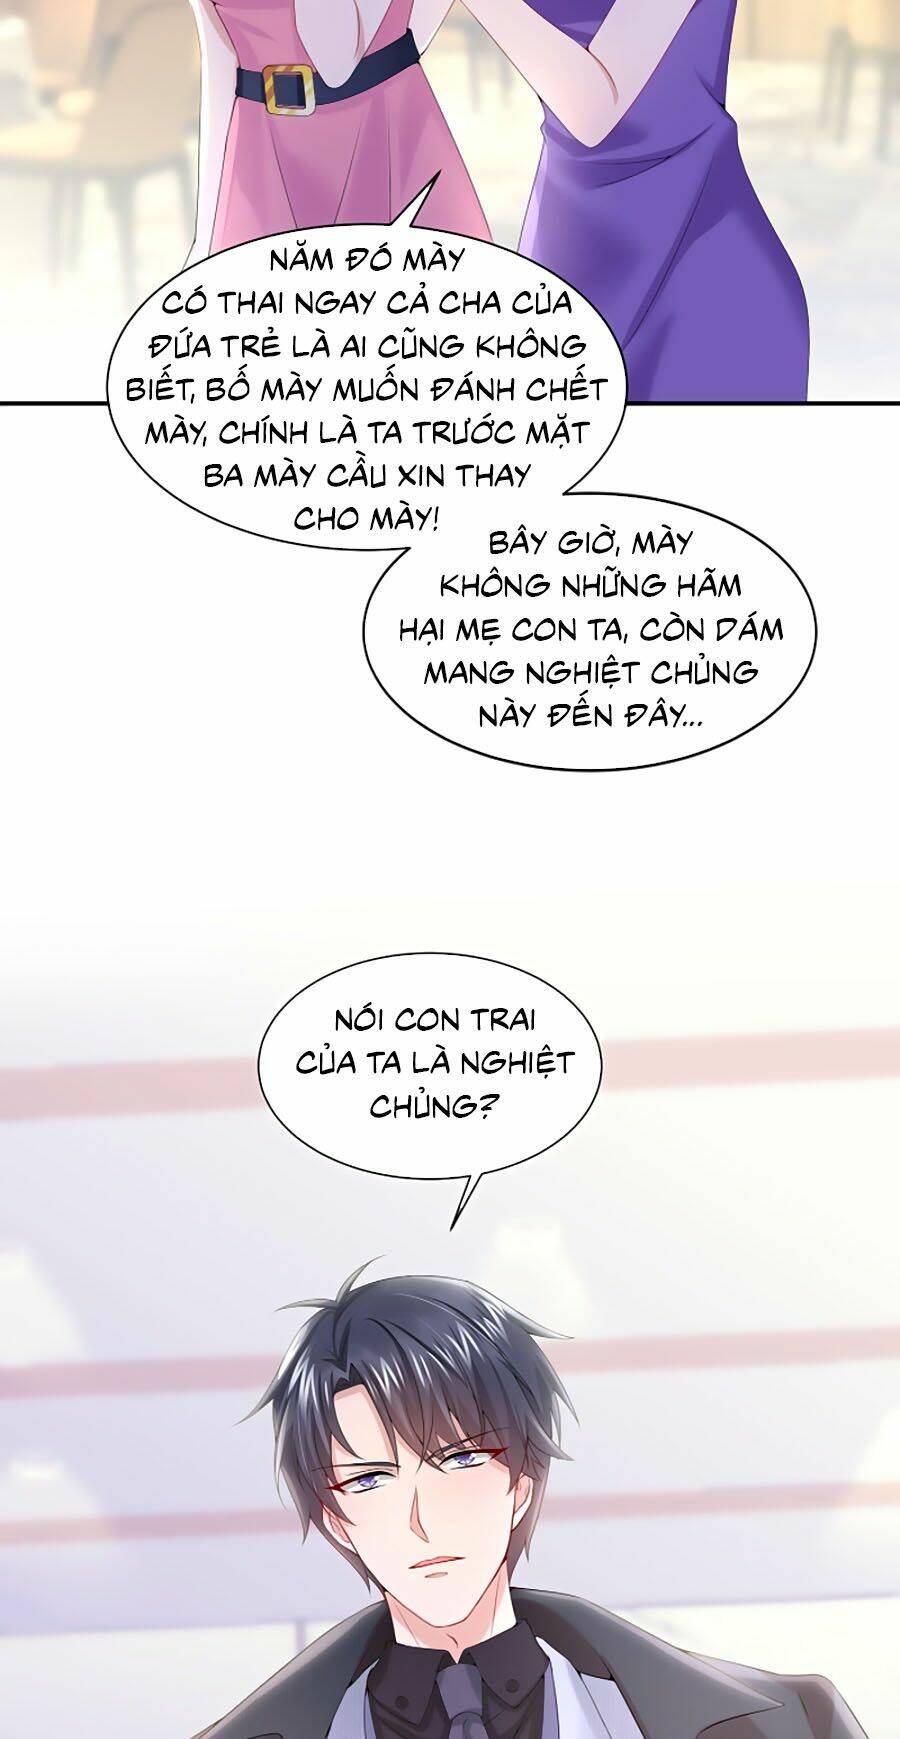 NĂM ĐÓ MÀY
CÓ THAI NGAY CẢ CHA CỦA
ĐỨA TRẺ LÀ AI CŨNG KHÔNG
BIẾT, BỐ MÀY MUỐN ĐÁNH CHẾT
MÀY, CHÍNH LÀ TA TRƯỚC MẶT
BA MÀY CẦU XIN THAY
CHO MÀY!
BÂY GIỜ, MÀY
KHÔNG NHỮNG HÃM
HẠI MẸ CON TA, CÒN DÁM
MANG NGHIỆT CHỦNG
NÀY ĐẾN ĐÂY...
NÓI CON TRAI
CỦA TA LÀ NGHIỆT
CHỦNG?